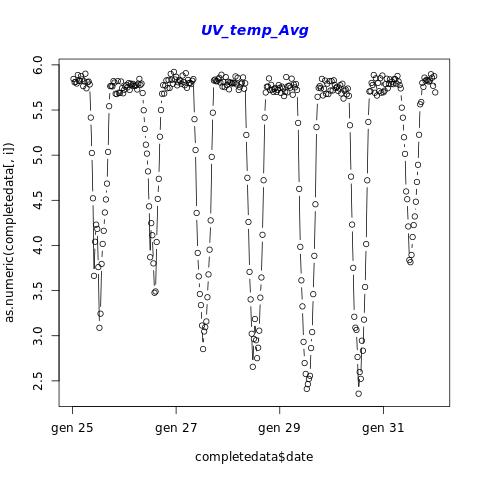 UV_temp_Avg
as.numeric(completedata[, i])
6.0
5.5
5.0
4.5
4.0
3.5
3.0
2.5
gen 25 gen 27 gen 29 gen 31
completedata$date